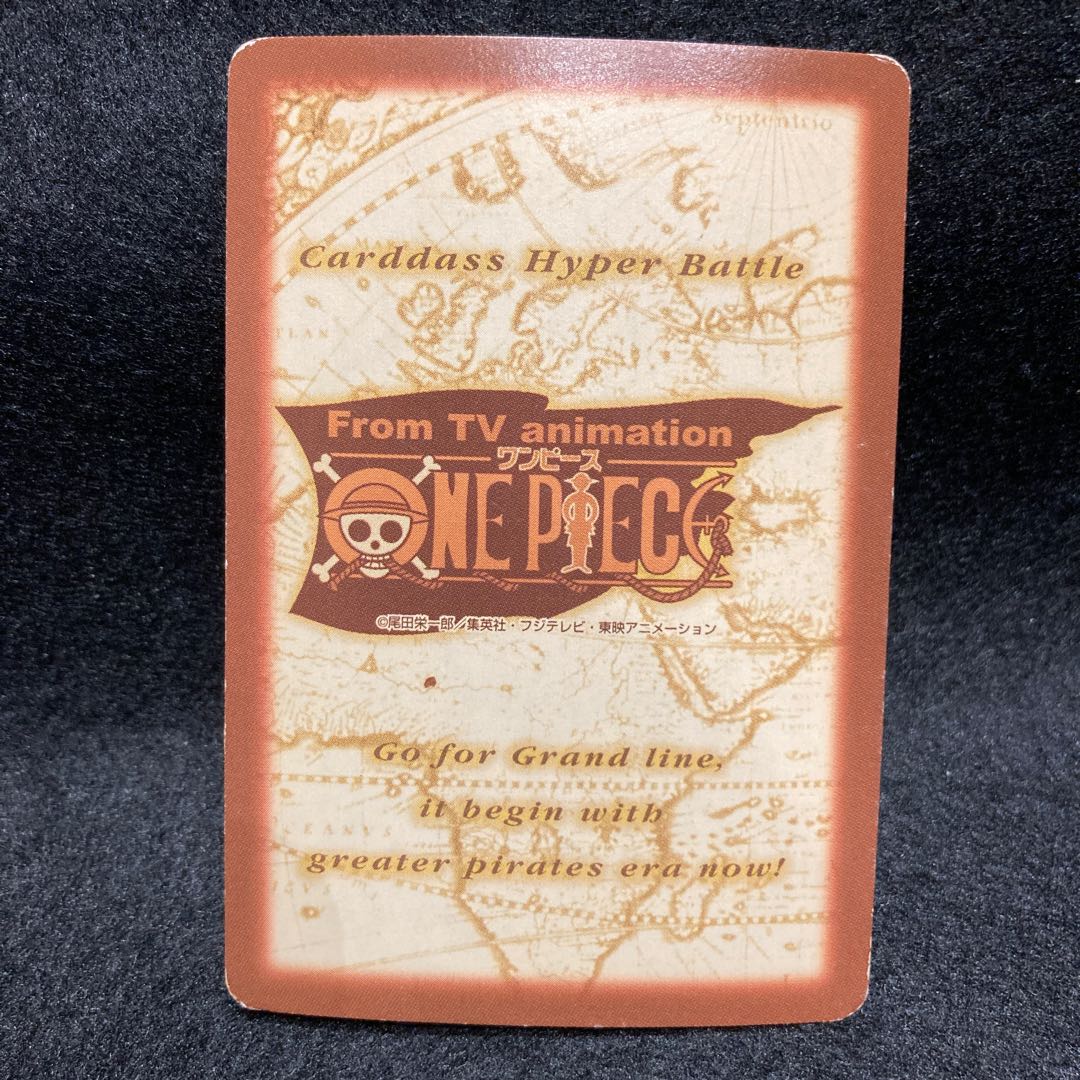 Septentrio
Carddass Hyper Battle
From TV animation
ワンピース
ONE PIECE
©尾田栄一郎／集英社・フジテレビ・東映アニメーション
Go for Grand line,
it begin with
greater pirates era now!